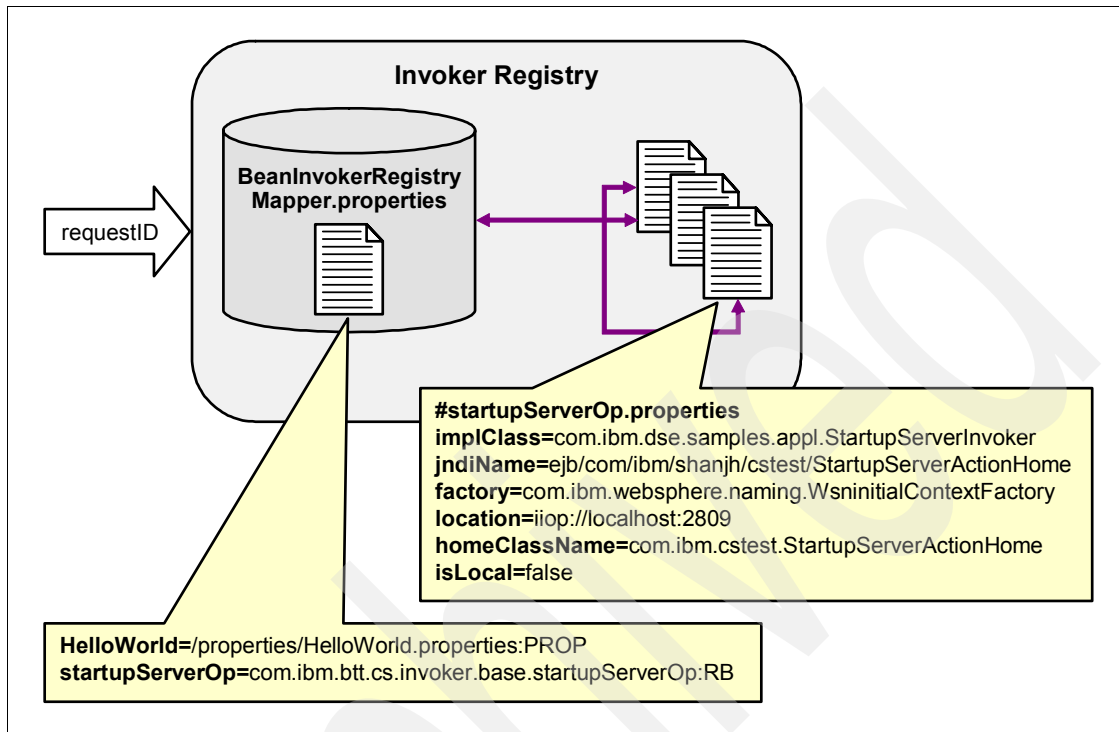 Invoker Registry
BeanInvokerRegistry
Mapper.properties
requestID
#startupServerOp.properties
implClass=com.ibm.dse.samples.appl.StartupServerInvoker
jndiName=ejb/com/ibm/shanjh/cstest/StartupServerActionHome
factory=com.ibm.websphere.naming.WsninitialContextFactory
location=iiop://localhost:2809
homeClassName=com.ibm.cstest.StartupServerActionHome
isLocal=false
HelloWorld=/properties/HelloWorld.properties:PROP
startupServerOp=com.ibm.btt.cs.invoker.base.startupServerOp:RB